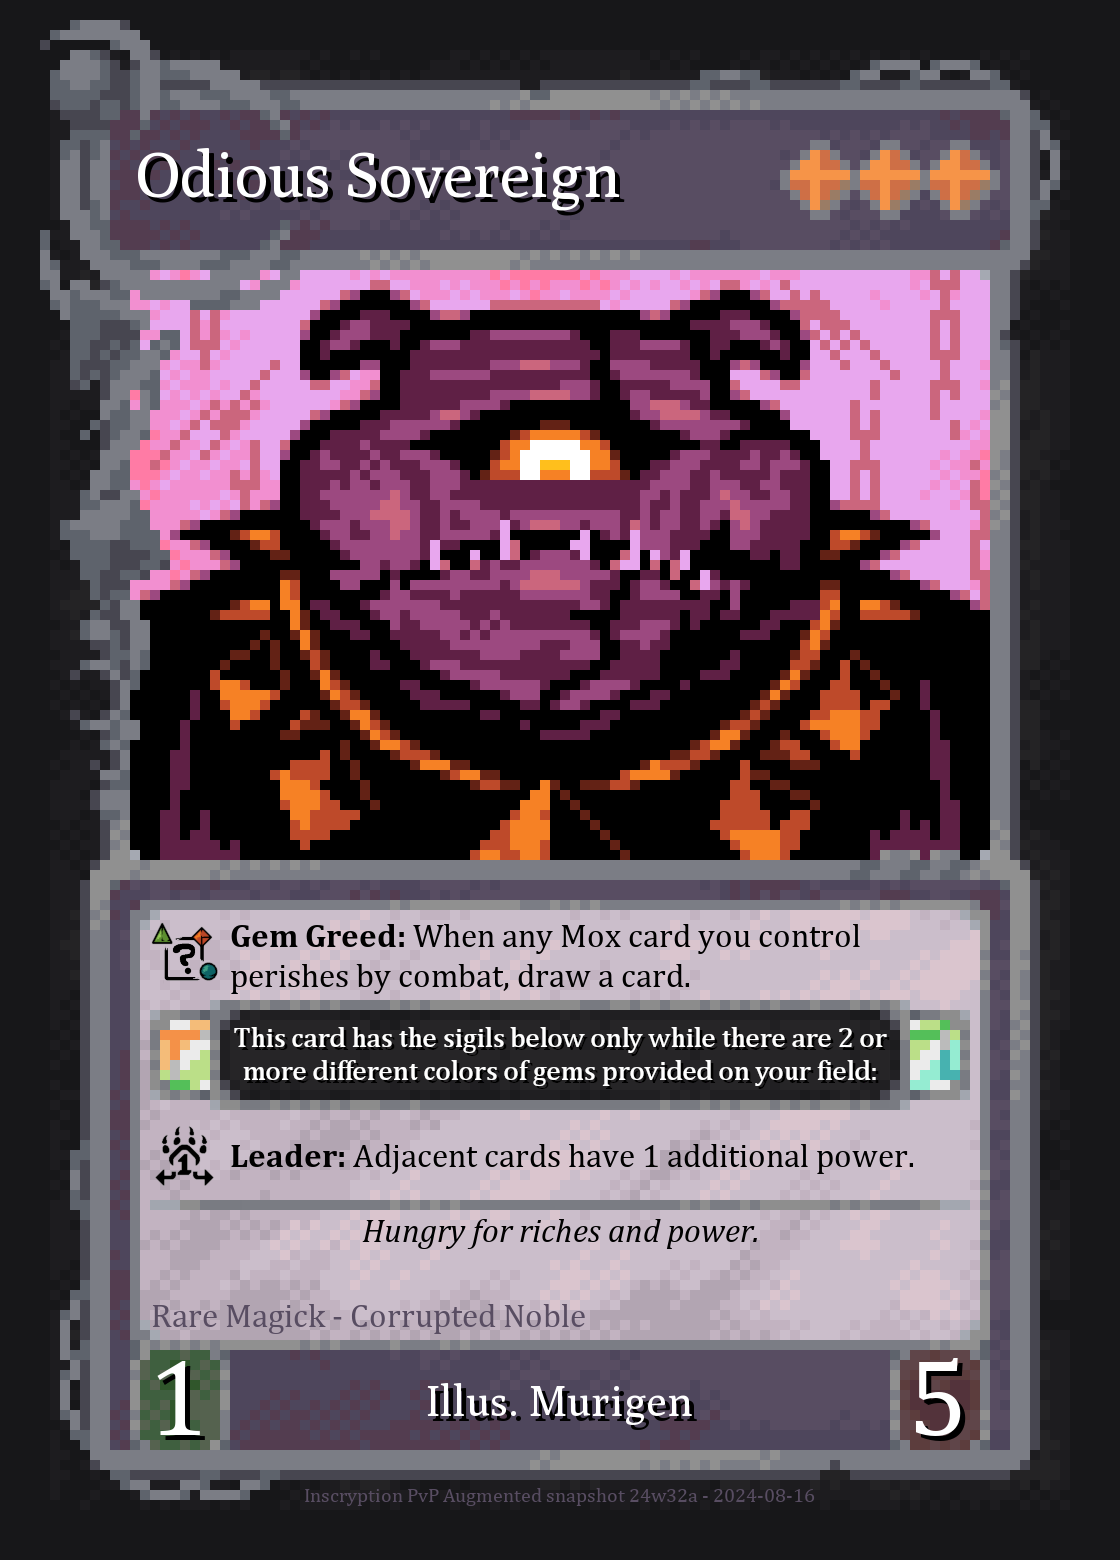 Odious Sovereign
Gem Greed: When any Mox card you control
perishes by combat, draw a card.
This card has the sigils below only while there are 2 or
more different colors of gems provided on your field:
Leader: Adjacent cards have 1 additional power.
Hungry for riches and power.
Rare Magick - Corrupted Noble
1
Illus. Murigen
5
Inscryption PvP Augmented snapshot 24w32a - 2024-08-16